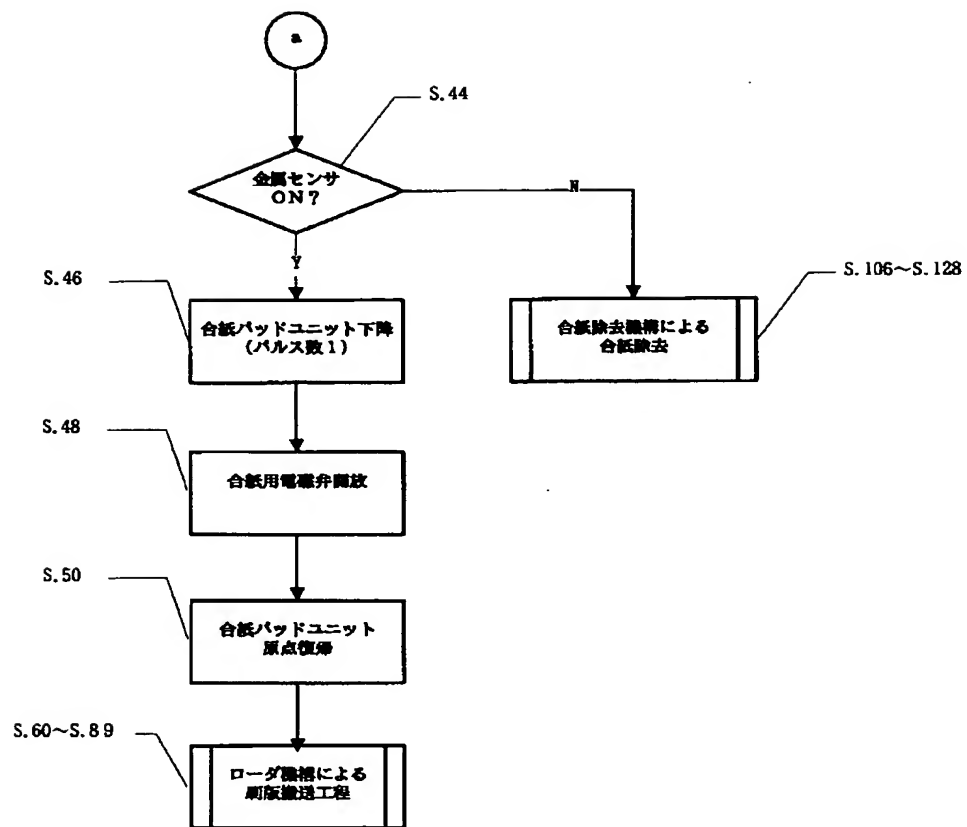 a
S.44
金属センサ
ON?
N
Y
S.46
S.106~S.128
合紙パッドユニット下降
(パルス数1)
合紙除去機構による
合紙除去
S.48
合紙用電磁弁開放
S.50
合紙パッドユニット
原点復帰
S.60~S.89
ローダ機構による
刷版搬送工程